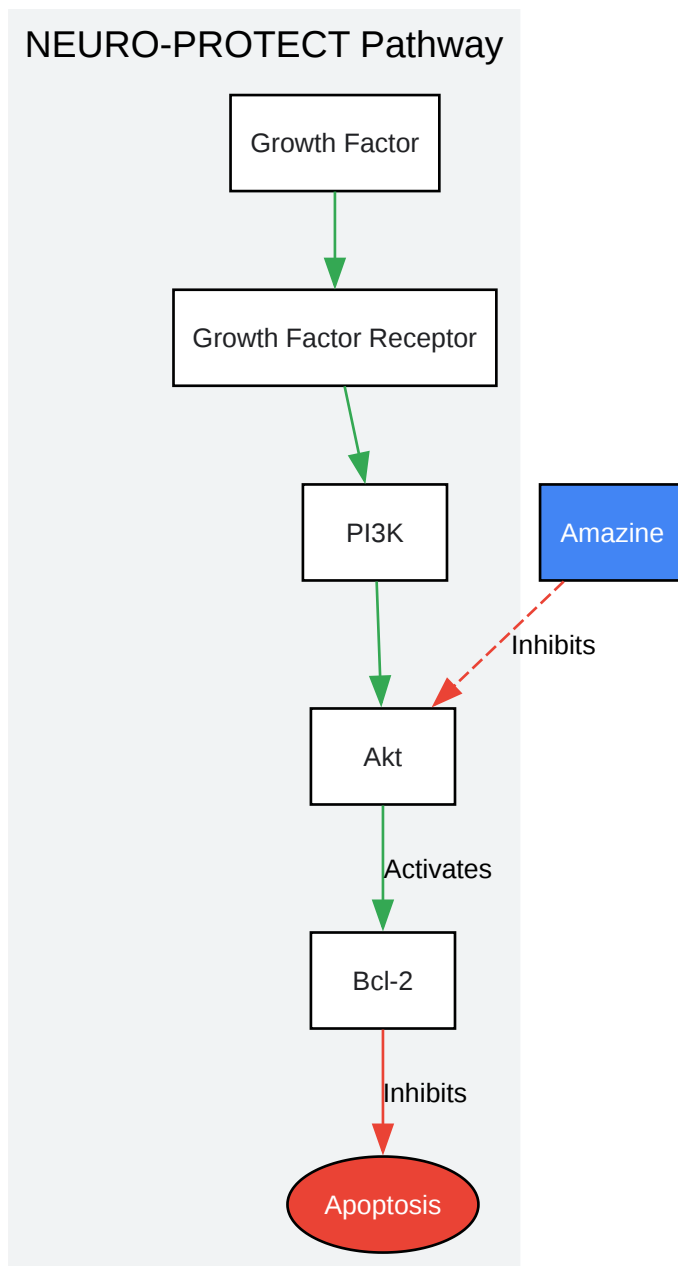 NEURO-PROTECT Pathway
Growth Factor
Growth Factor Receptor
PI3K
Amazine
Inhibits
Akt
Activates
Bcl-2
Inhibits
Apoptosis